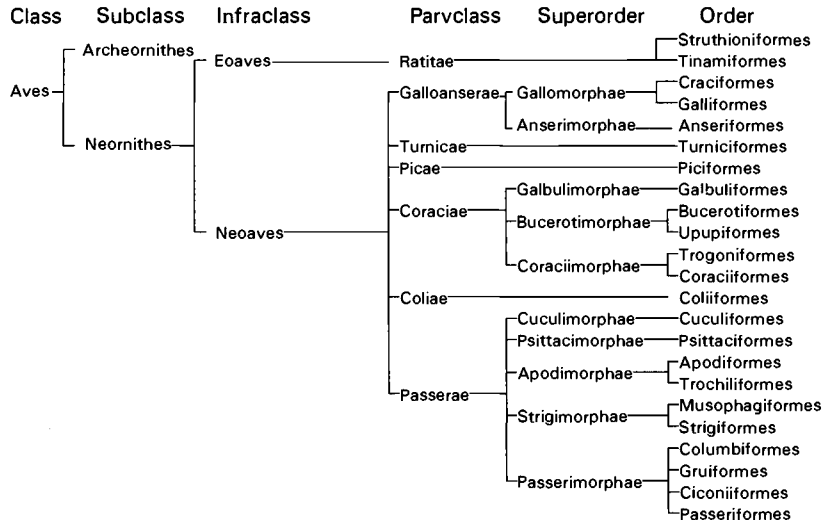 Class Subclass Infraclass Parvclass Superorder Order
Struthioniformes
Archeornithes
Eoaves Ratitae Tinamiformes
Craciformes
Aves Galloanserae Gallomorphae
Galliformes
Anserimorphae Anseriformes
Neornithes Turnicae Turniciformes
Picae Piciformes
Galbulimorphae Galbuliformes
Coraciae Bucerotiformes
Bucerotimorphae
Neoaves Upupiformes
Trogoniformes
Coraciimorphae
Coraciiformes
Coliae Coliiformes
Cuculimorphae Cuculiformes
Psittacimorphae Psittaciformes
Apodiformes
Apodimorphae
Trochiliformes
Passerae
Musophagiformes
Strigimorphae
Strigiformes
Columbiformes
Gruiformes
Passerimorphae
Ciconiiformes
Passeriformes